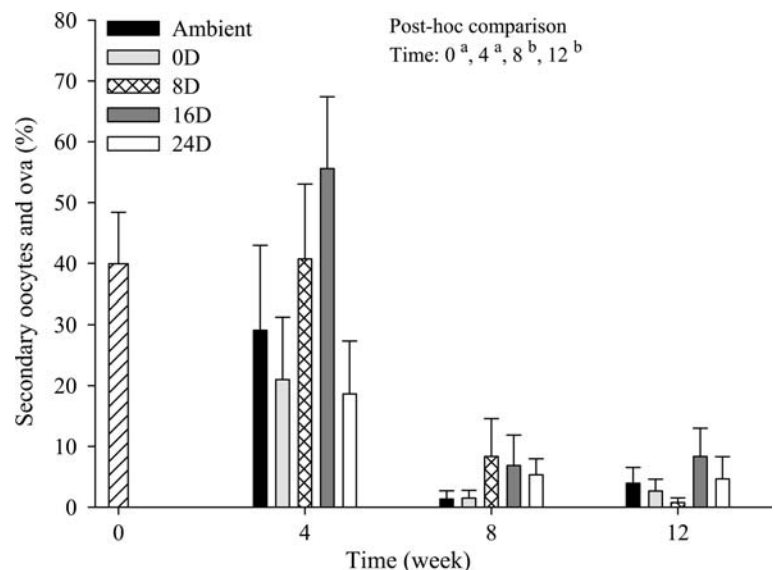 Ambient
0D
8D
16D
24D
Post-hoc comparison
Time: 0 a, 4 a, 8 b, 12 b
Secondary oocytes and ova (%)
80
70
60
50
40
30
20
10
0
0 4 8 12
Time (week)